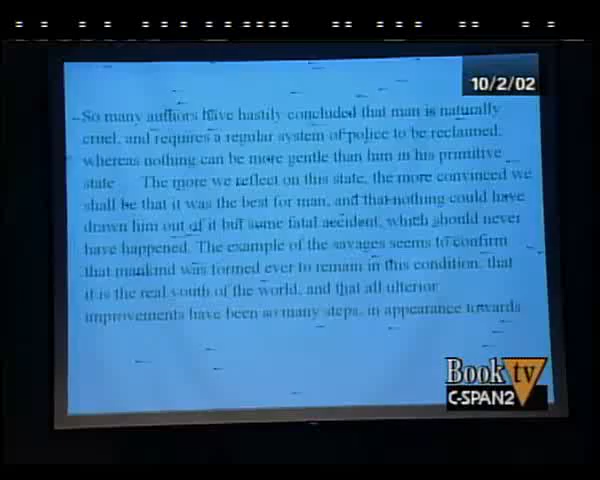 10/2/02
So many authors have hastily concluded that man is naturally
cruel, and requires a regular system of police to be reclaimed;
whereas nothing can be more gentle than him in his primitive
state The more we reflect on this state, the more convinced we
shall be that it was the best for man, and that nothing could have
drawn him out of it but some fatal accident, which should never
have happened. The example of the savages seems to confirm
that mankind was formed ever to remain in this condition, that
it is the real youth of the world, and that all ulterior
improvements have been so many steps, in appearance towards
Book tv
C-SPAN2